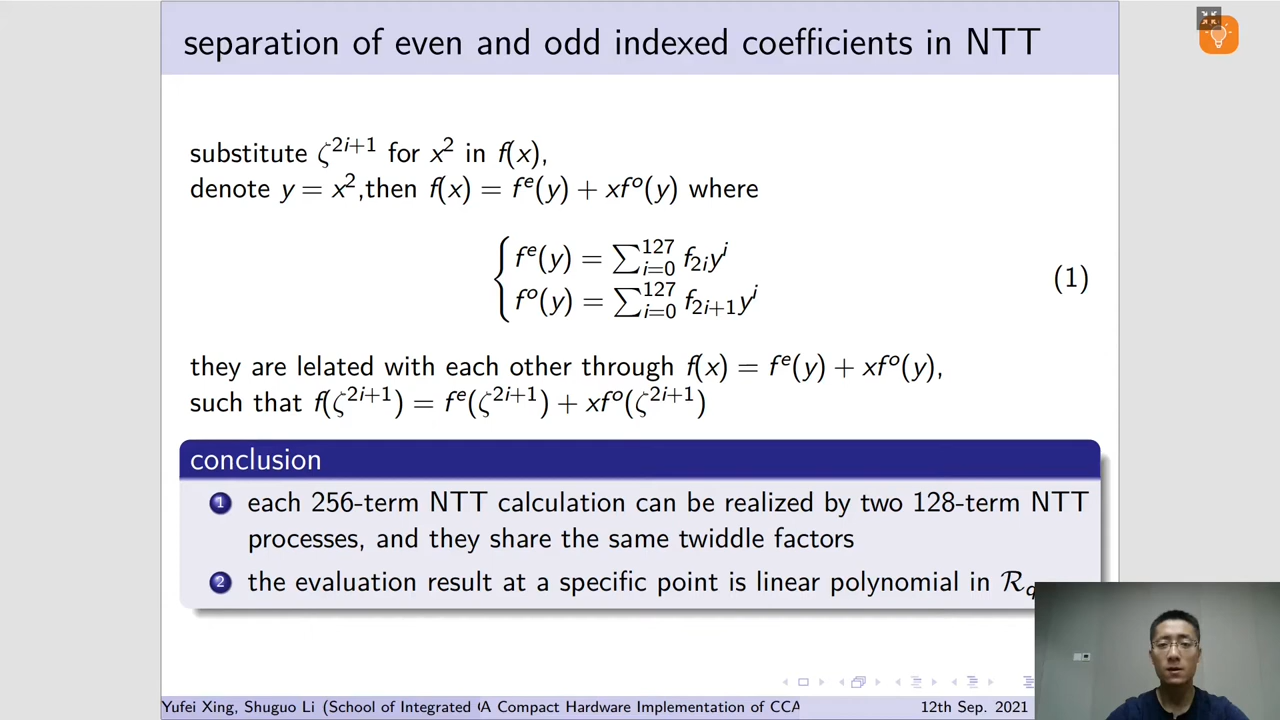 separation of even and odd indexed coefficients in NTT
substitute ζ^{2i+1} for x^2 in f(x),
denote y = x^2,then f(x) = f^e(y) + xf^o(y) where
f^e(y) = ∑_{i=0}^{127} f_{2i}y^i
f^o(y) = ∑_{i=0}^{127} f_{2i+1}y^i
(1)
they are lelated with each other through f(x) = f^e(y) + xf^o(y),
such that f(ζ^{2i+1}) = f^e(ζ^{2i+1}) + xf^o(ζ^{2i+1})
conclusion
1 each 256-term NTT calculation can be realized by two 128-term NTT
processes, and they share the same twiddle factors
2 the evaluation result at a specific point is linear polynomial in R_q
Yufei Xing, Shuguo Li (School of Integrated A Compact Hardware Implementation of CCA 12th Sep. 2021